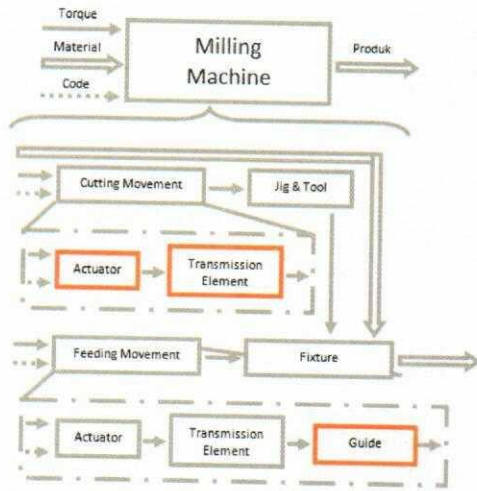 Torque
Material
Code
Milling
Machine
Produk
Cutting Movement
Jig & Tool
Actuator
Transmission
Element
Feeding Movement
Fixture
Actuator
Transmission
Element
Guide